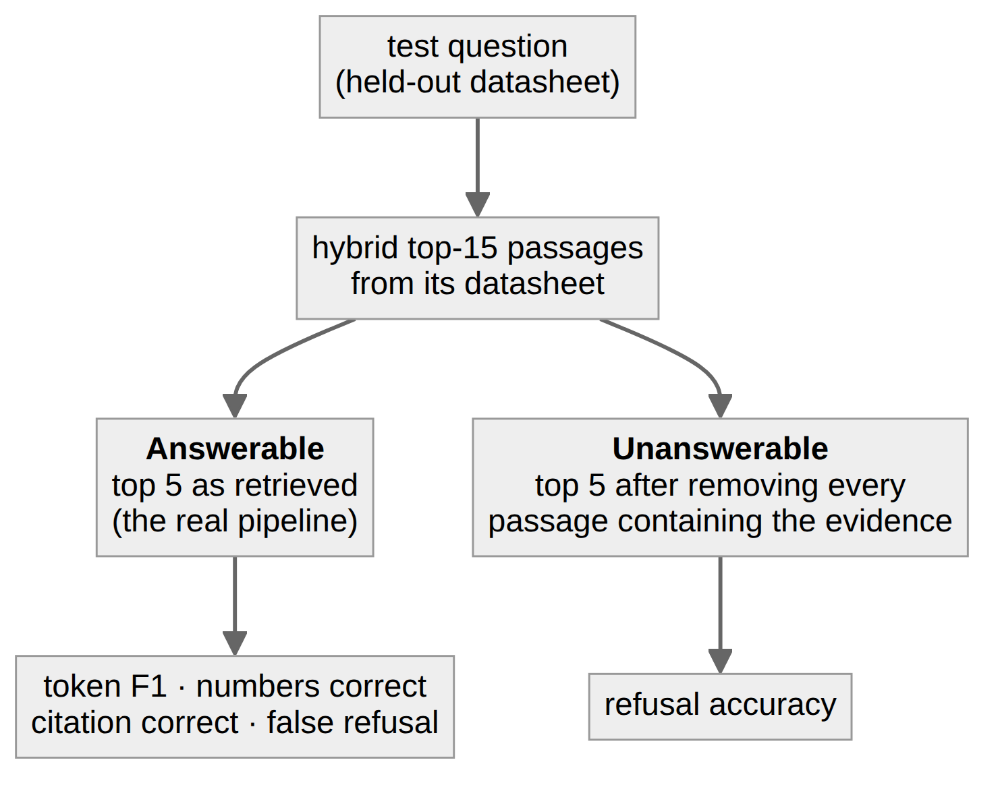 test question
(held-out datasheet)
hybrid top-15 passages
from its datasheet
Answerable
top 5 as retrieved
(the real pipeline)
Unanswerable
top 5 after removing every
passage containing the evidence
token F1 · numbers correct
citation correct · false refusal
refusal accuracy